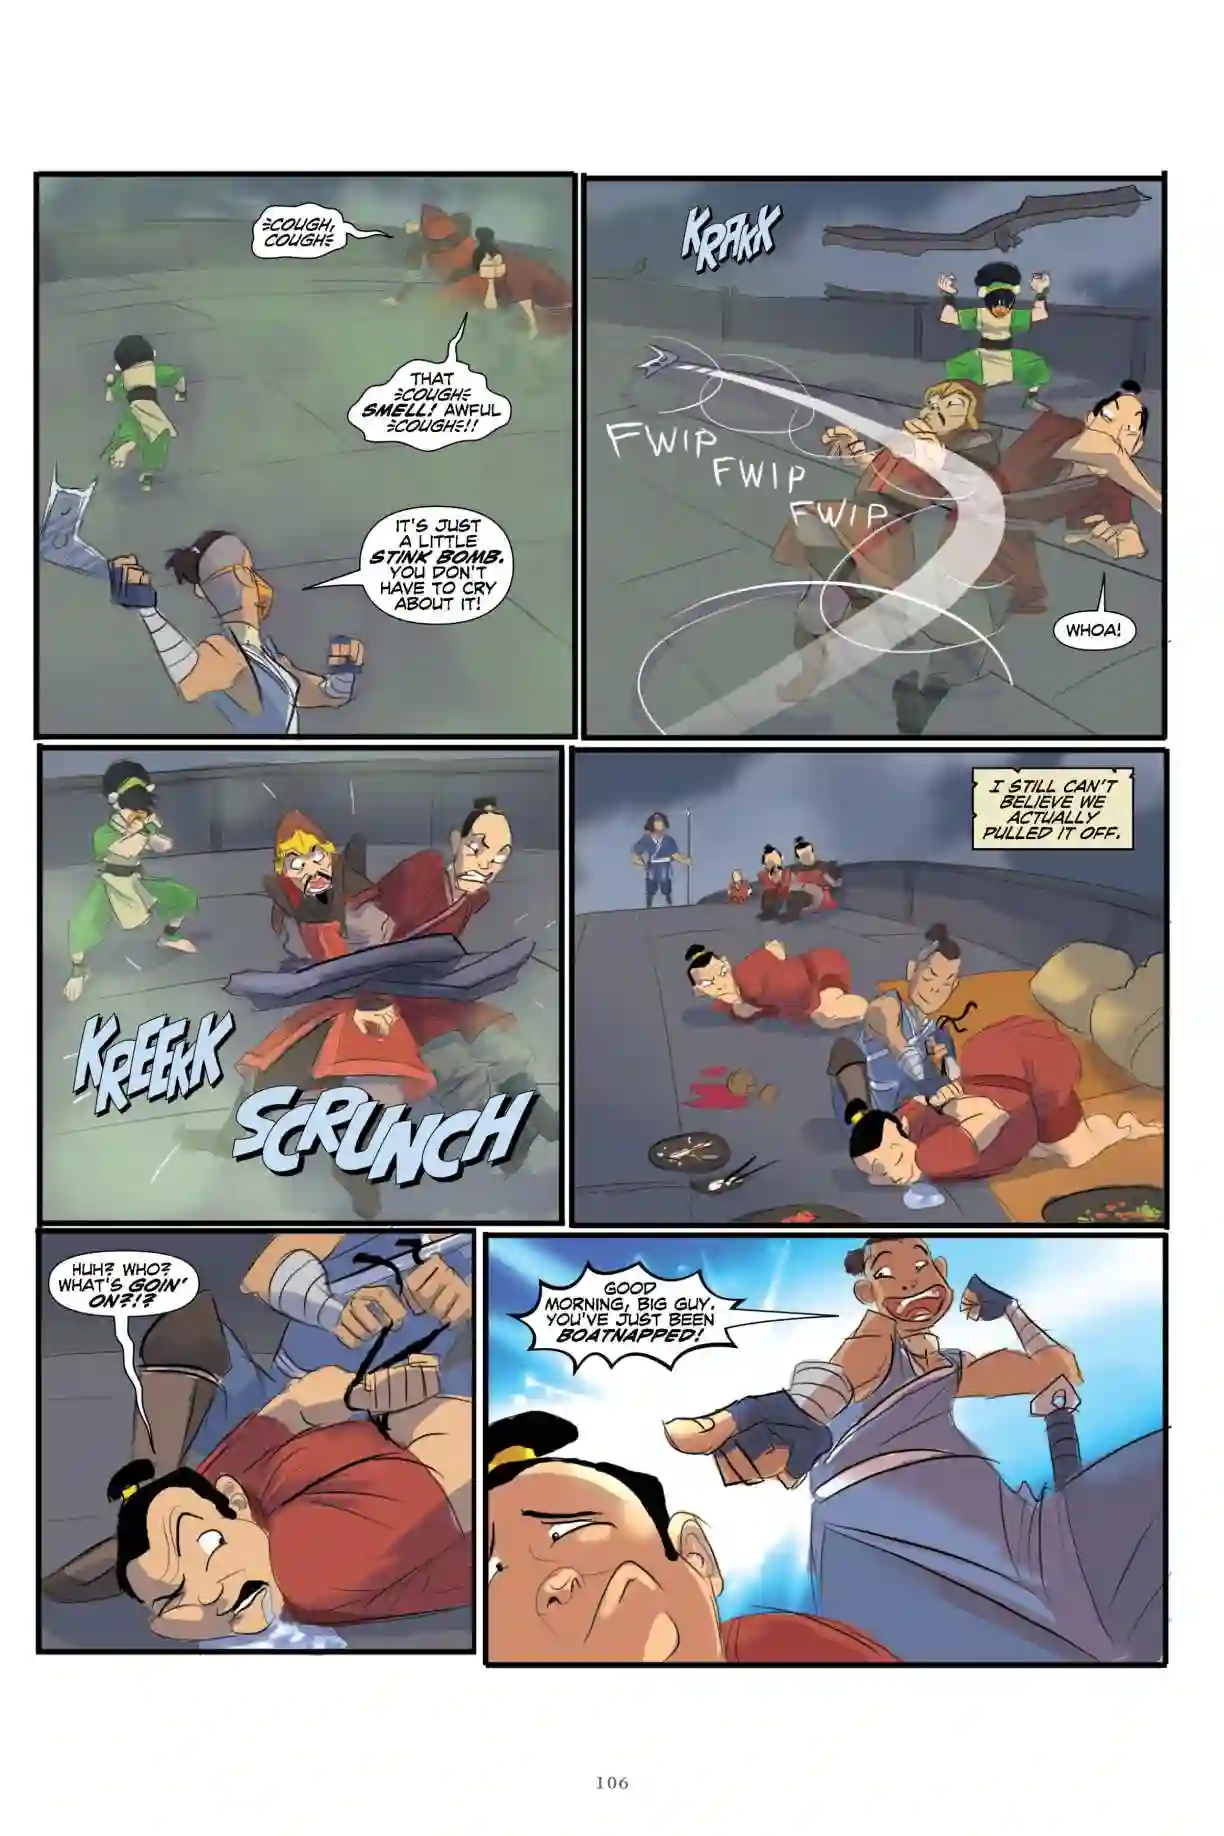 COUGH,
COUGH
THAT
COUGH
SMELL! AWFUL
COUGH!!
IT'S JUST
A LITTLE
STINK BOMB.
YOU DON'T
HAVE TO CRY
ABOUT IT!
KRAKK
FWIP
FWIP
FWIP
WHOA!
KREEKK
SCRUNCH
I STILL CAN'T
BELIEVE WE
ACTUALLY
PULLED IT OFF.
HUH? WHO?
WHAT'S GOIN'
ON?!?
GOOD
MORNING, BIG GUY.
YOU'VE JUST BEEN
BOATNAPPED!
106